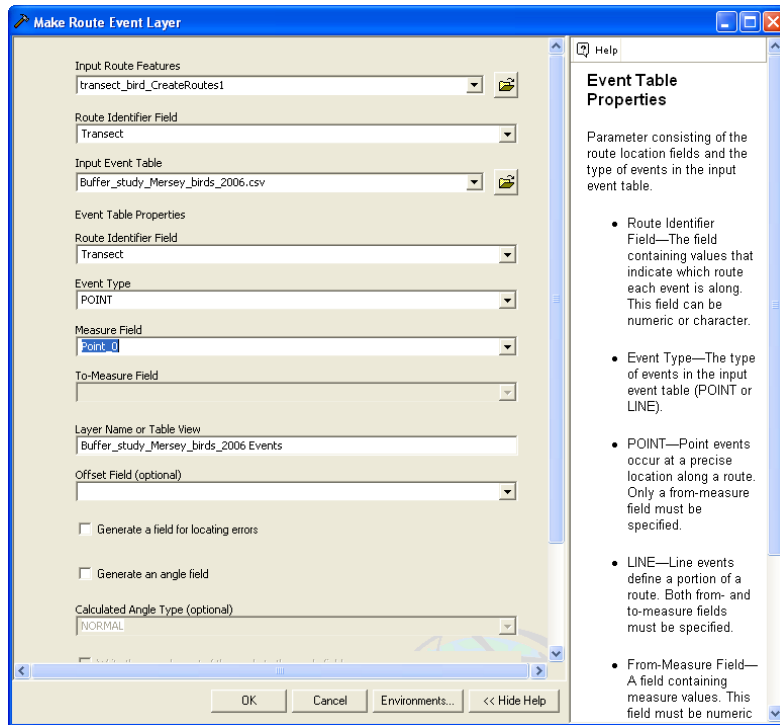 Make Route Event Layer
Input Route Features
transect_bird_CreateRoutes1
Route Identifier Field
Transect
Input Event Table
Buffer_study_Mersey_birds_2006.csv
Event Table Properties
Route Identifier Field
Transect
Event Type
POINT
Measure Field
Point_0
To-Measure Field
Layer Name or Table View
Buffer_study_Mersey_birds_2006 Events
Offset Field (optional)
Generate a field for locating errors
Generate an angle field
Calculated Angle Type (optional)
NORMAL
OK
Cancel
Environments...
<< Hide Help
Help
Event Table
Properties
Parameter consisting of the
route location fields and the
type of events in the input
event table.
• Route Identifier
Field—The field
containing values that
indicate which route
each event is along.
This field can be
numeric or character.
• Event Type—The type
of events in the input
event table (POINT or
LINE).
• POINT—Point events
occur at a precise
location along a route.
Only a from-measure
field must be
specified.
• LINE—Line events
define a portion of a
route. Both from- and
to-measure fields
must be specified.
• From-Measure Field—
A field containing
measure values. This
field must be numeric